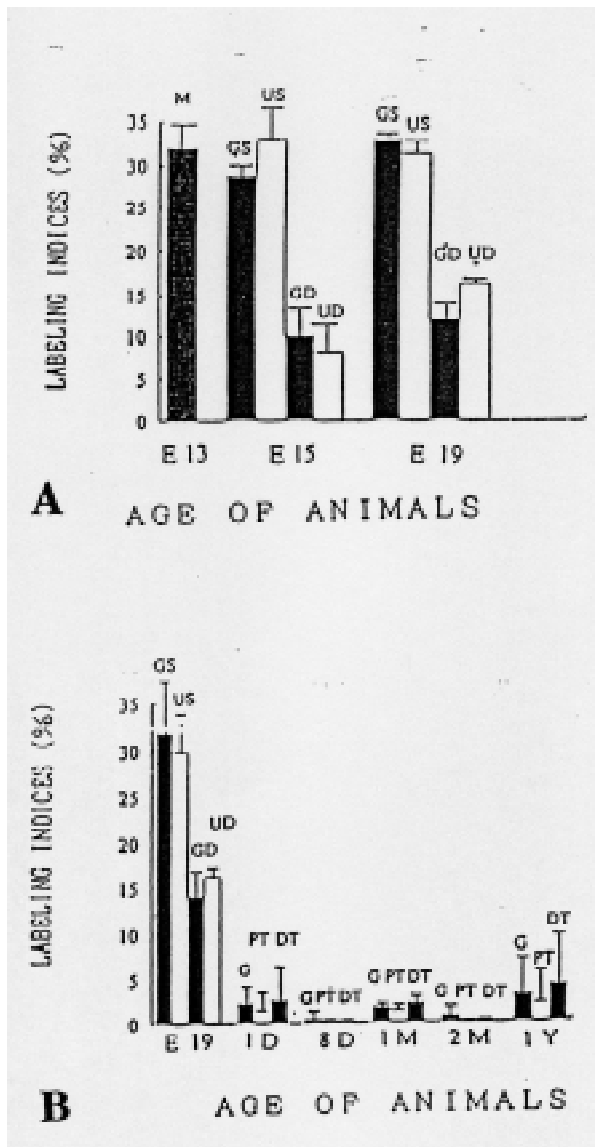 M
US
GS
GS
US
GD
UD
GD UD
LABELING INDICES (%)
35
30
25
20
15
10
5
0
E 13 E 15 E 19
A AGE OF ANIMALS
GS
US
UD
GD
PT DT
G
G PT DT
G PT DT
G PT DT
G
PT
DT
LABELING INDICES (%)
35
30
25
20
15
10
5
0
E 19 1 D 8 D 1 M 2 M 1 Y
B AGE OF ANIMALS